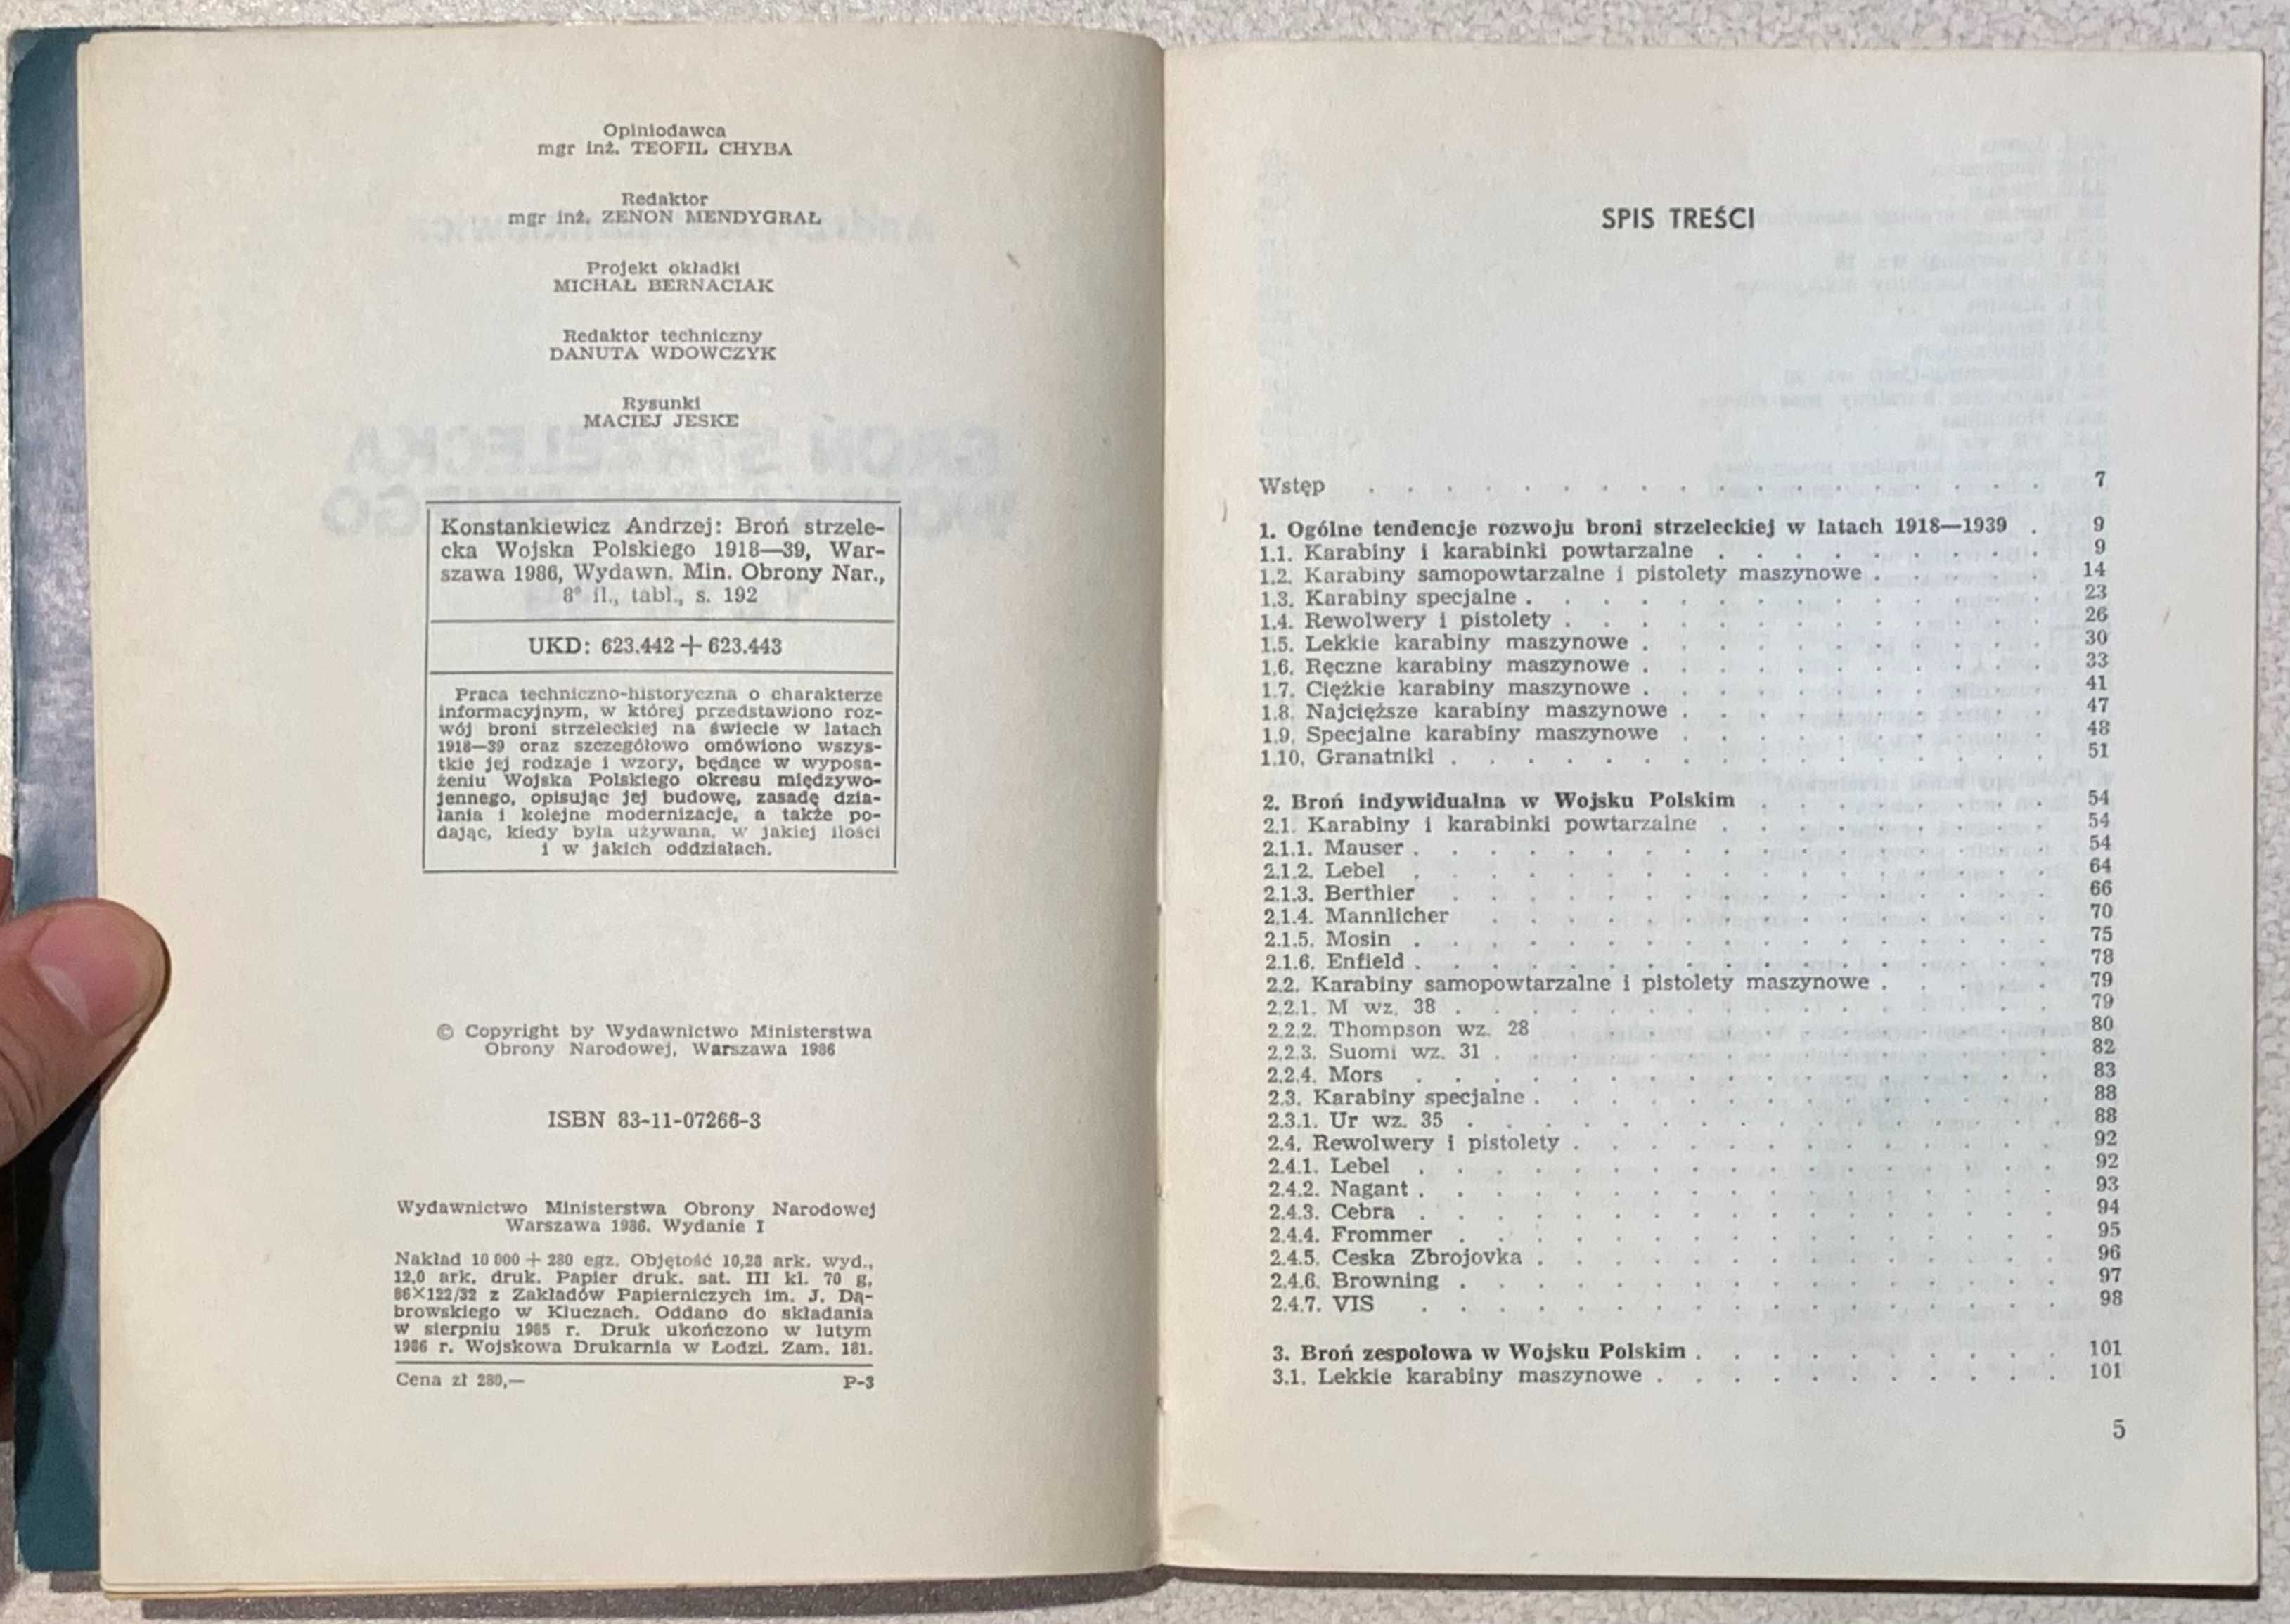 Opiniodawca
mgr inż. TEOFIL CHYBA
Redaktor
mgr inż. ZENON MENDYGRAŁ
Projekt okładki
MICHAŁ BERNACIAK
Redaktor techniczny
DANUTA WDOWCZYK
Rysunki
MACIEJ JESKE
Konstankiewicz Andrzej: Broń strzele-
cka Wojska Polskiego 1918—39, War-
szawa 1986, Wydawn. Min. Obrony Nar.,
8° il., tabl., s. 192
UKD: 623.442 + 623.443
Praca techniczno-historyczna o charakterze
informacyjnym, w której przedstawiono roz-
wój broni strzeleckiej na świecie w latach
1918—39 oraz szczegółowo omówiono wszys-
tkie jej rodzaje i wzory, będące w wyposa-
żeniu Wojska Polskiego okresu międzywo-
jennego, opisując jej budowę, zasadę dzia-
łania i kolejne modernizacje, a także po-
dając, kiedy była używana, w jakiej ilości
i w jakich oddziałach.
© Copyright by Wydawnictwo Ministerstwa
Obrony Narodowej, Warszawa 1986
ISBN 83-11-07266-3
Wydawnictwo Ministerstwa Obrony Narodowej
Warszawa 1986. Wydanie I
Nakład 10 000 + 280 egz. Objętość 10,28 ark. wyd.,
12,0 ark. druk. Papier druk. sat. III kl. 70 g,
86×122/32 z Zakładów Papierniczych im. J. Dą-
browskiego w Kluczach. Oddano do składania
w sierpniu 1985 r. Druk ukończono w lutym
1986 r. Wojskowa Drukarnia w Łodzi. Zam. 181.
Cena zł 280,— P-3
SPIS TREŚCI
Wstęp . . . . . . . . . . 7
1. Ogólne tendencje rozwoju broni strzeleckiej w latach 1918—1939 . 9
1.1. Karabiny i karabinki powtarzalne . . . . . . . . . 9
1.2. Karabiny samopowtarzalne i pistolety maszynowe . . . . . 14
1.3. Karabiny specjalne . . . . . . . . . . 23
1.4. Rewolwery i pistolety . . . . . . . . . . 26
1.5. Lekkie karabiny maszynowe . . . . . . . . . . 30
1.6. Ręczne karabiny maszynowe . . . . . . . . . . 33
1.7. Ciężkie karabiny maszynowe . . . . . . . . . . 41
1.8. Najcięższe karabiny maszynowe . . . . . . . . . . 47
1.9. Specjalne karabiny maszynowe . . . . . . . . . . 48
1.10. Granatniki . . . . . . . . . . 51
2. Broń indywidualna w Wojsku Polskim . . . . . . . . 54
2.1. Karabiny i karabinki powtarzalne . . . . . . . . . 54
2.1.1. Mauser . . . . . . . . . . 54
2.1.2. Lebel . . . . . . . . . . 64
2.1.3. Berthier . . . . . . . . . . 66
2.1.4. Mannlicher . . . . . . . . . . 70
2.1.5. Mosin . . . . . . . . . . 75
2.1.6. Enfield . . . . . . . . . . 78
2.2. Karabiny samopowtarzalne i pistolety maszynowe . . . . . 79
2.2.1. M wz. 38 . . . . . . . . . . 79
2.2.2. Thompson wz. 28 . . . . . . . . . . 80
2.2.3. Suomi wz. 31 . . . . . . . . . . 82
2.2.4. Mors . . . . . . . . . . 83
2.3. Karabiny specjalne . . . . . . . . . . 88
2.3.1. Ur wz. 35 . . . . . . . . . . 88
2.4. Rewolwery i pistolety . . . . . . . . . . 92
2.4.1. Lebel . . . . . . . . . . 92
2.4.2. Nagant . . . . . . . . . . 93
2.4.3. Cebra . . . . . . . . . . 94
2.4.4. Frommer . . . . . . . . . . 95
2.4.5. Ceska Zbrojovka . . . . . . . . . . 96
2.4.6. Browning . . . . . . . . . . 97
2.4.7. VIS . . . . . . . . . . 98
3. Broń zespołowa w Wojsku Polskim . . . . . . . . . . 101
3.1. Lekkie karabiny maszynowe . . . . . . . . . . 101
5